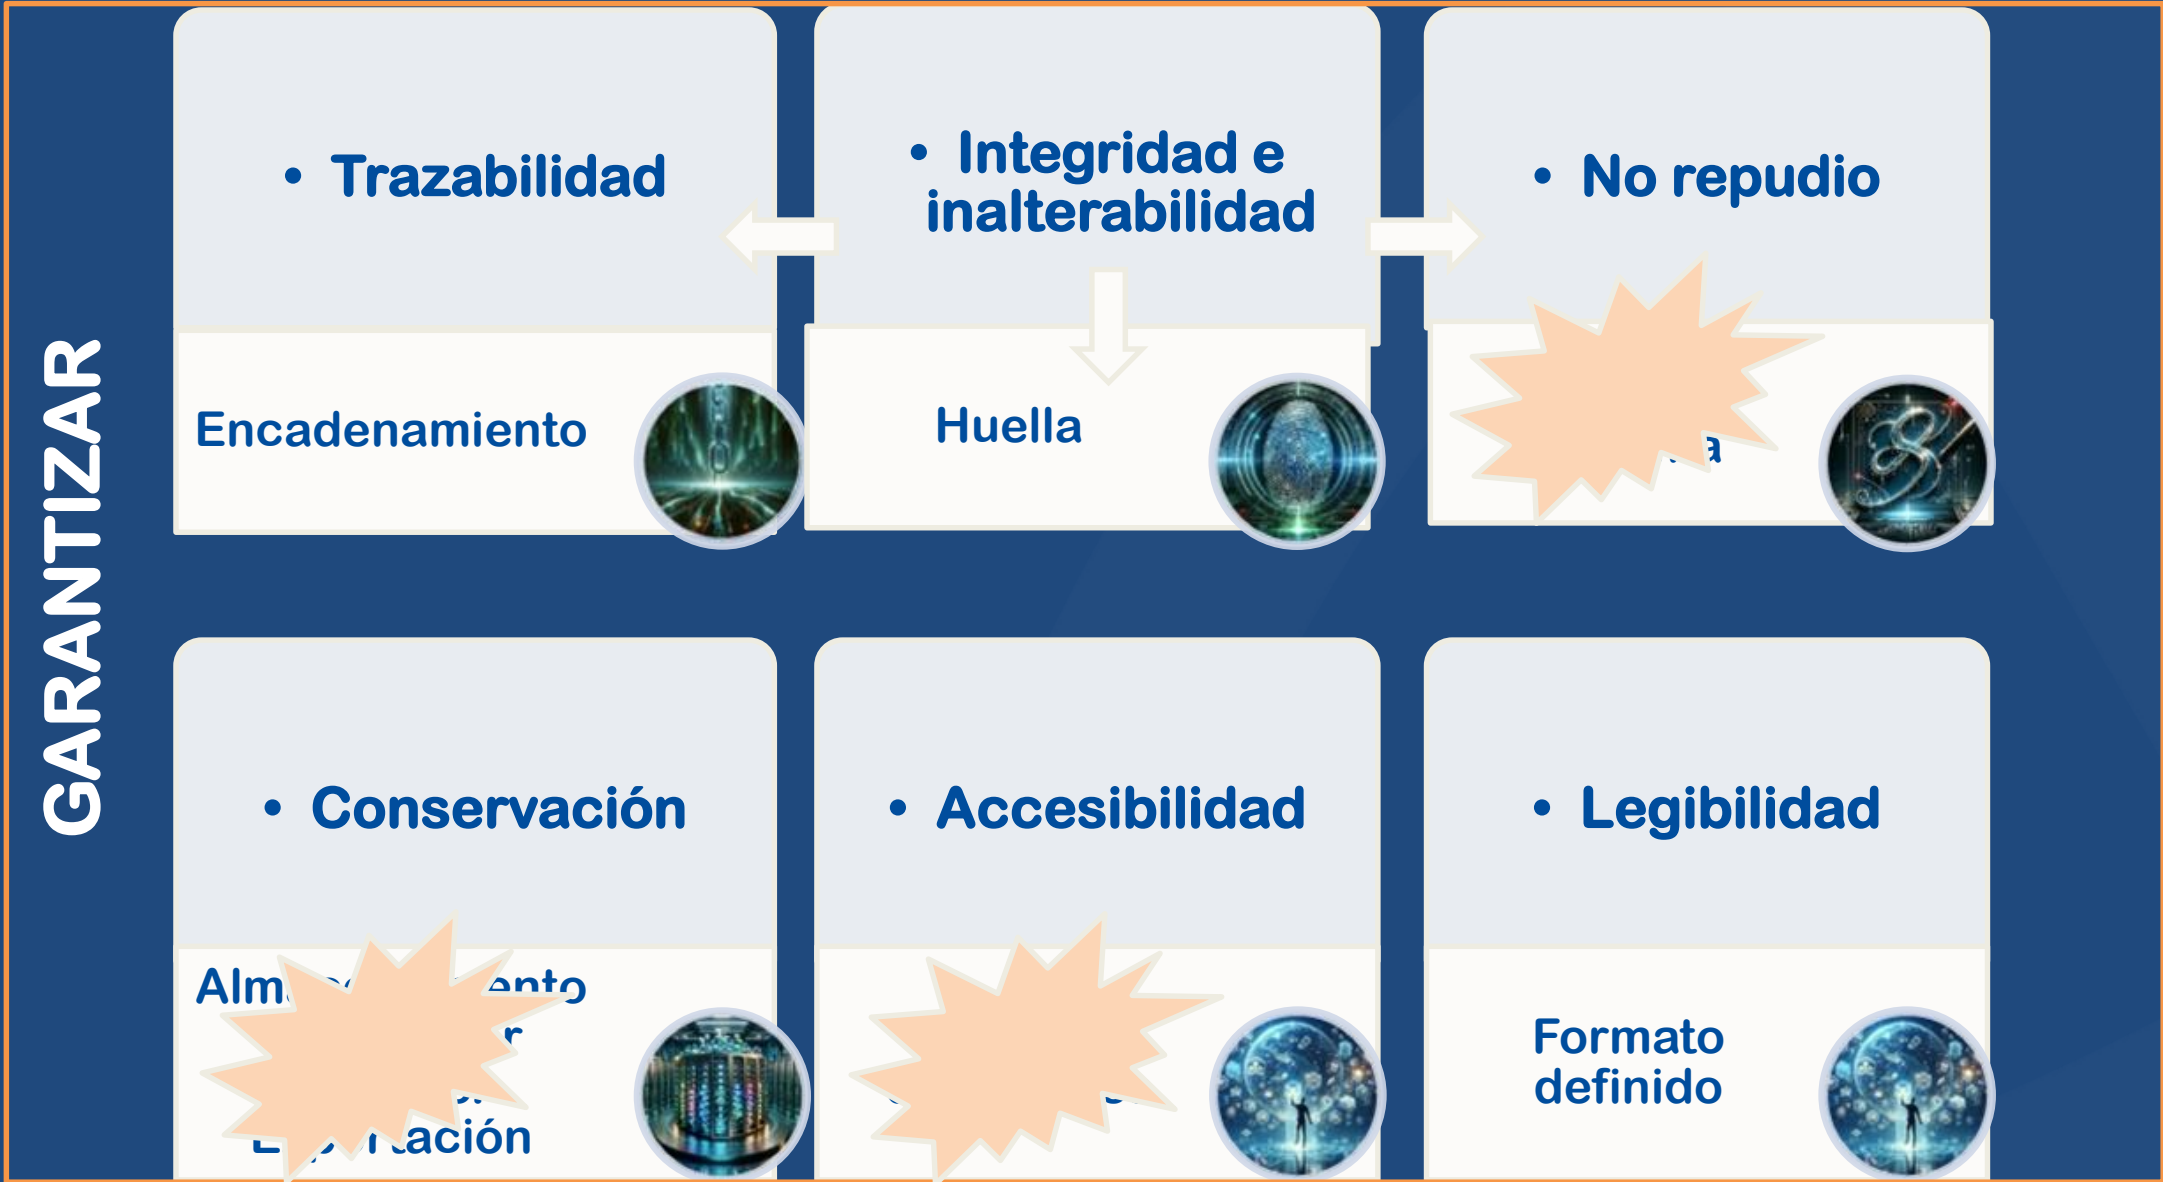 GARANTIZAR
• Trazabilidad
• Integridad e
inalterabilidad
• No repudio
Encadenamiento
Huella
• Conservación
• Accesibilidad
• Legibilidad
Formato
definido